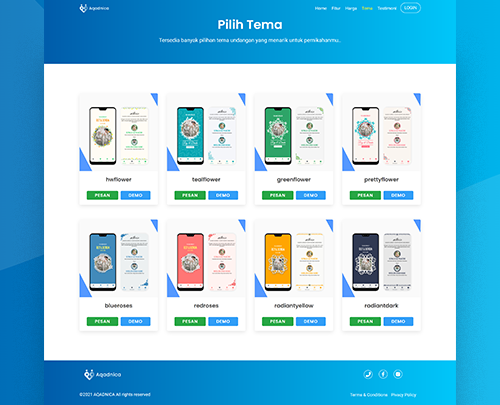 Aqadnica
Home Fitur Harga Tema Testimoni LOGIN
Pilih Tema
Tersedia banyak pilihan tema undangan yang menarik untuk pernikahanmu..
hwflower tealflower greenflower prettyflower
PESAN DEMO PESAN DEMO PESAN DEMO PESAN DEMO
blueroses redroses radiantyellow radiantdark
PESAN DEMO PESAN DEMO PESAN DEMO PESAN DEMO
Aqadnica
©2021 AQADNICA All rights reserved
Terms & Conditions Privacy Policy